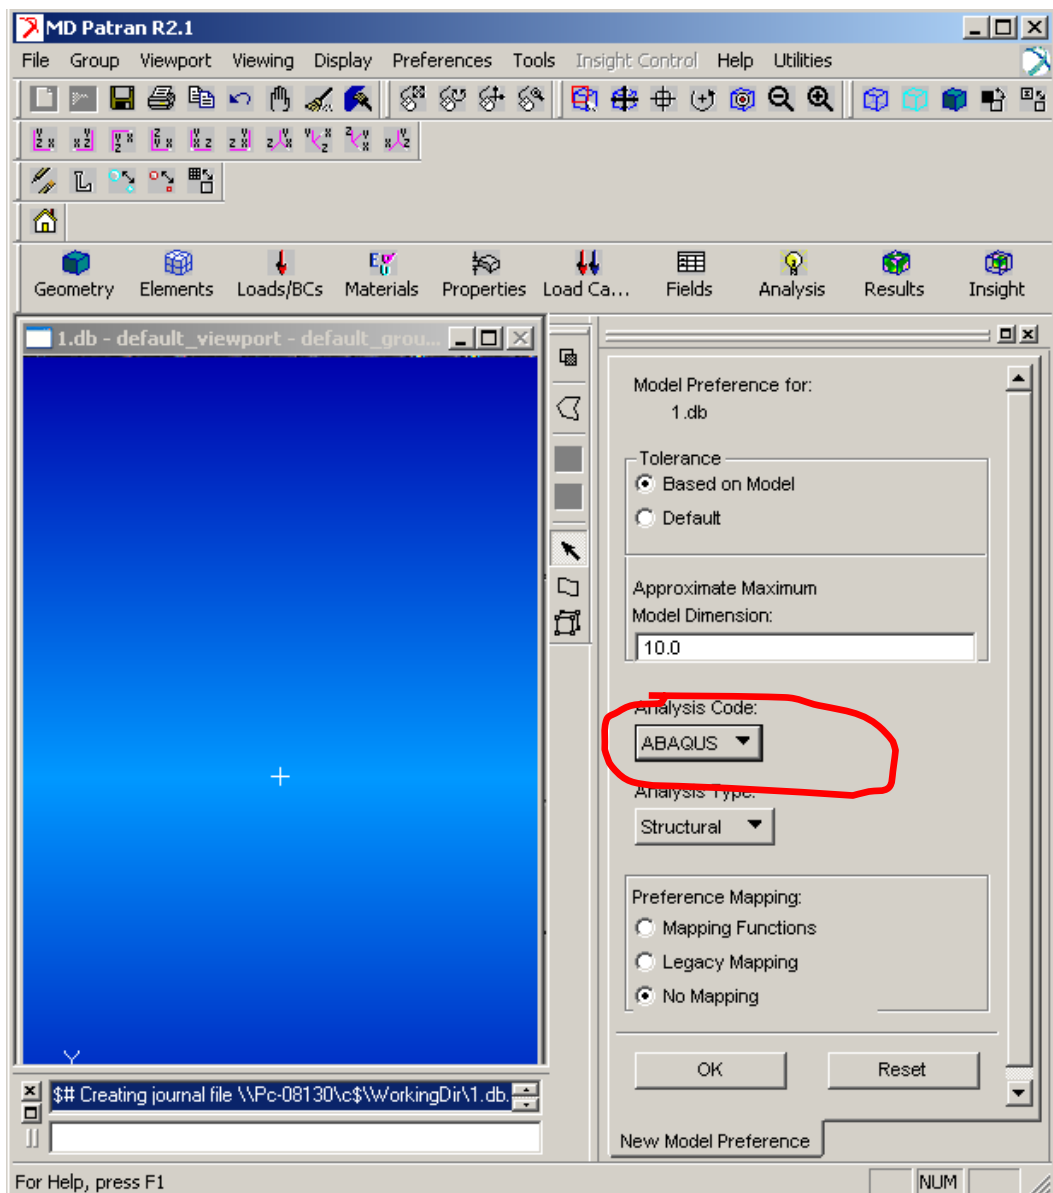 MD Patran R2.1
File Group Viewport Viewing Display Preferences Tools Insight Control Help Utilities
Geometry Elements Loads/BCs Materials Properties Load Ca... Fields Analysis Results Insight
1.db - default_viewport - default_grou...
Model Preference for:
1.db
Tolerance
Based on Model
Default
Approximate Maximum
Model Dimension:
10.0
Analysis Code:
ABAQUS
Analysis Type:
Structural
Preference Mapping:
Mapping Functions
Legacy Mapping
No Mapping
OK Reset
Y
$# Creating journal file \\Pc-08130\c$\WorkingDir\1.db.
New Model Preference
For Help, press F1
NUM